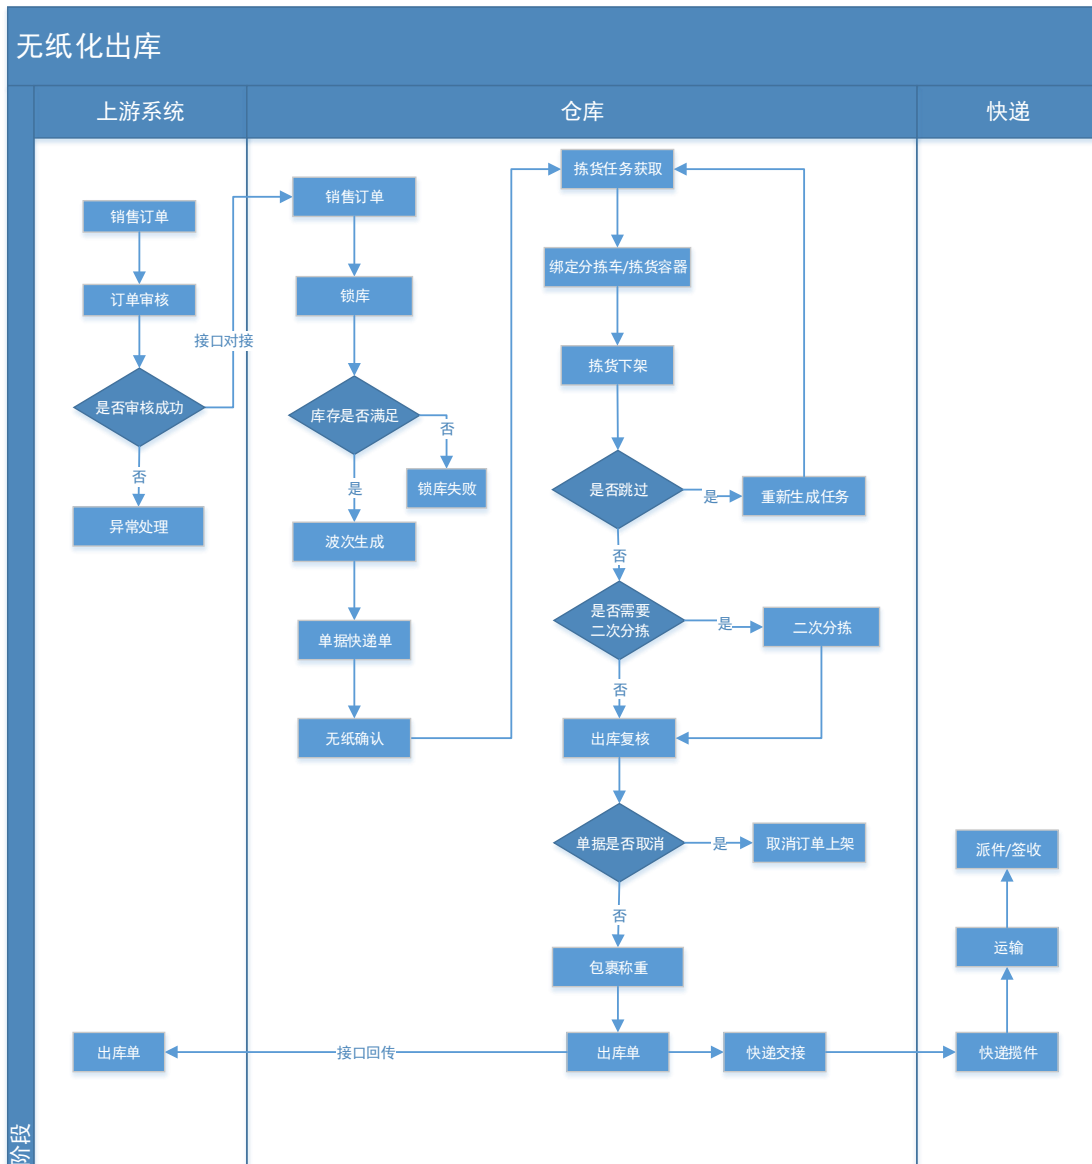 无纸化出库
上游系统
仓库
快递
销售订单
订单审核
接口对接
是否审核成功
否
异常处理
出库单
销售订单
锁库
库存是否满足
否
锁库失败
是
波次生成
单据快递单
无纸确认
拣货任务获取
绑定分拣车/拣货容器
拣货下架
是否跳过
是
重新生成任务
否
是否需要
二次分拣
是
二次分拣
否
出库复核
单据是否取消
是
取消订单上架
否
包裹称重
接口回传
出库单
快递交接
派件/签收
运输
快递揽件
阶段